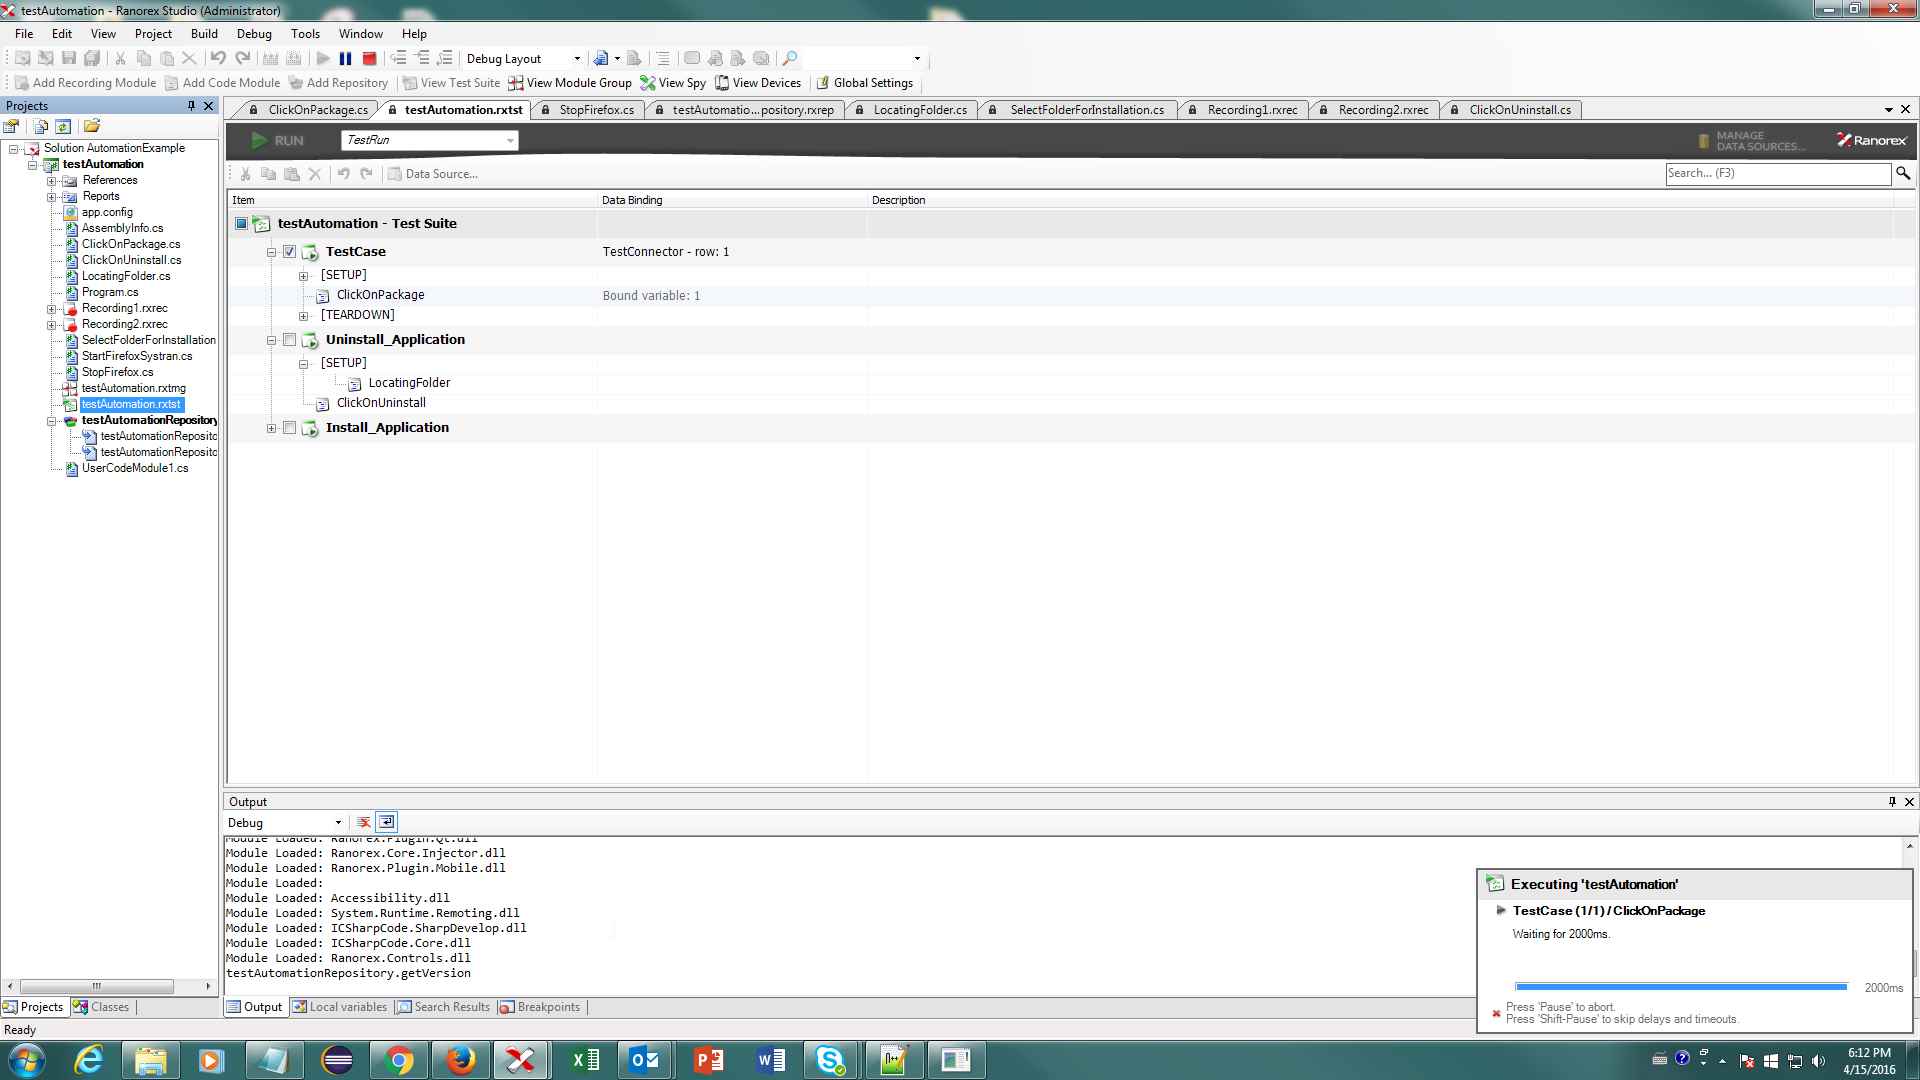 testAutomation - Ranorex Studio (Administrator)
File Edit View Project Build Debug Tools Window Help
Debug Layout
Add Recording Module Add Code Module Add Repository View Test Suite View Module Group View Spy View Devices Global Settings
Projects
ClickOnPackage.cs testAutomation.rxtst StopFirefox.cs testAutomatio...pository.rxrep LocatingFolder.cs SelectFolderForInstallation.cs Recording1.rxrec Recording2.rxrec ClickOnUninstall.cs
RUN TestRun MANAGE DATA SOURCES... Ranorex
Data Source... Search... (F3)
Solution AutomationExample
testAutomation
References
Reports
app.config
AssemblyInfo.cs
ClickOnPackage.cs
ClickOnUninstall.cs
LocatingFolder.cs
Program.cs
Recording1.rxrec
Recording2.rxrec
SelectFolderForInstallation
StartFirefoxSystran.cs
StopFirefox.cs
testAutomation.rxtmg
testAutomation.rxtst
testAutomationRepository
testAutomationReposito
testAutomationReposito
UserCodeModule1.cs
Item Data Binding Description
testAutomation - Test Suite
TestCase TestConnector - row: 1
[SETUP]
ClickOnPackage Bound variable: 1
[TEARDOWN]
Uninstall_Application
[SETUP]
LocatingFolder
ClickOnUninstall
Install_Application
Output
Debug
Module Loaded: Ranorex.Plugin.Qt.dll
Module Loaded: Ranorex.Core.Injector.dll
Module Loaded: Ranorex.Plugin.Mobile.dll
Module Loaded:
Module Loaded: Accessibility.dll
Module Loaded: System.Runtime.Remoting.dll
Module Loaded: ICSharpCode.SharpDevelop.dll
Module Loaded: ICSharpCode.Core.dll
Module Loaded: Ranorex.Controls.dll
testAutomationRepository.getVersion
Executing 'testAutomation'
TestCase (1/1) / ClickOnPackage
Waiting for 2000ms.
2000ms
Press 'Pause' to abort.
Press 'Shift-Pause' to skip delays and timeouts.
Projects Classes
Output Local variables Search Results Breakpoints
Ready
6:12 PM
4/15/2016